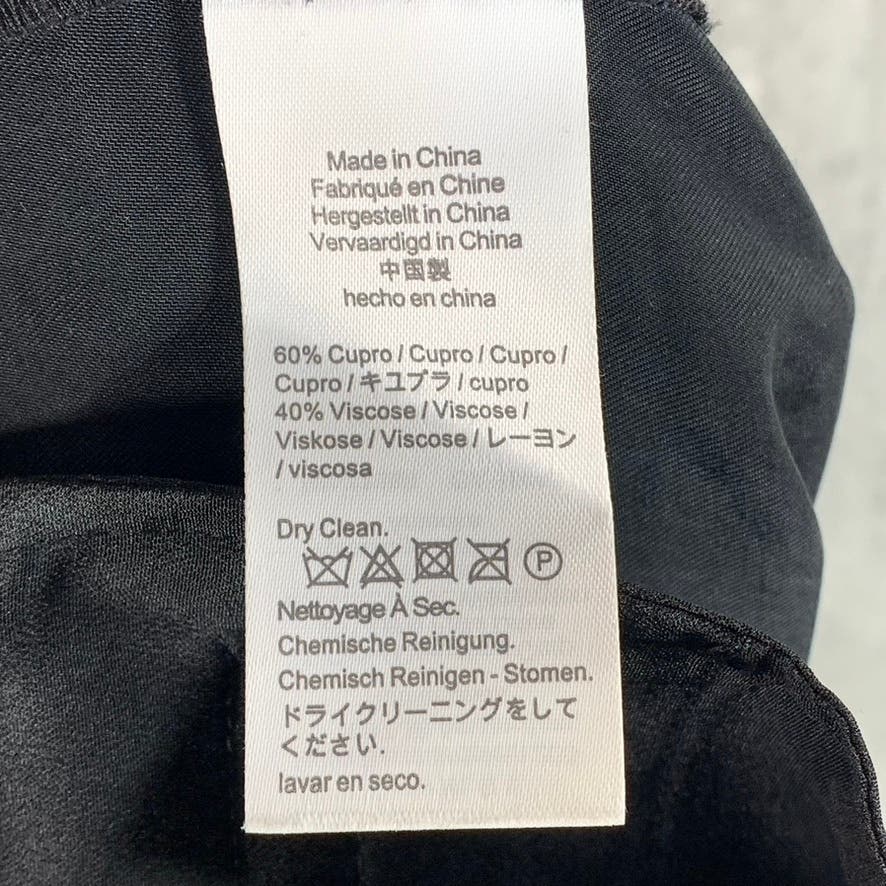 Made in China
Fabriqué en Chine
Hergestellt in China
Vervaardigd in China
中国製
hecho en china
60% Cupro / Cupro / Cupro /
Cupro / キユプラ / cupro
40% Viscose / Viscose /
Viskose / Viscose / レーヨン
/ viscosa
Dry Clean.
P
Nettoyage À Sec.
Chemische Reinigung.
Chemisch Reinigen - Stomen.
ドライクリーニングをして
ください.
lavar en seco.